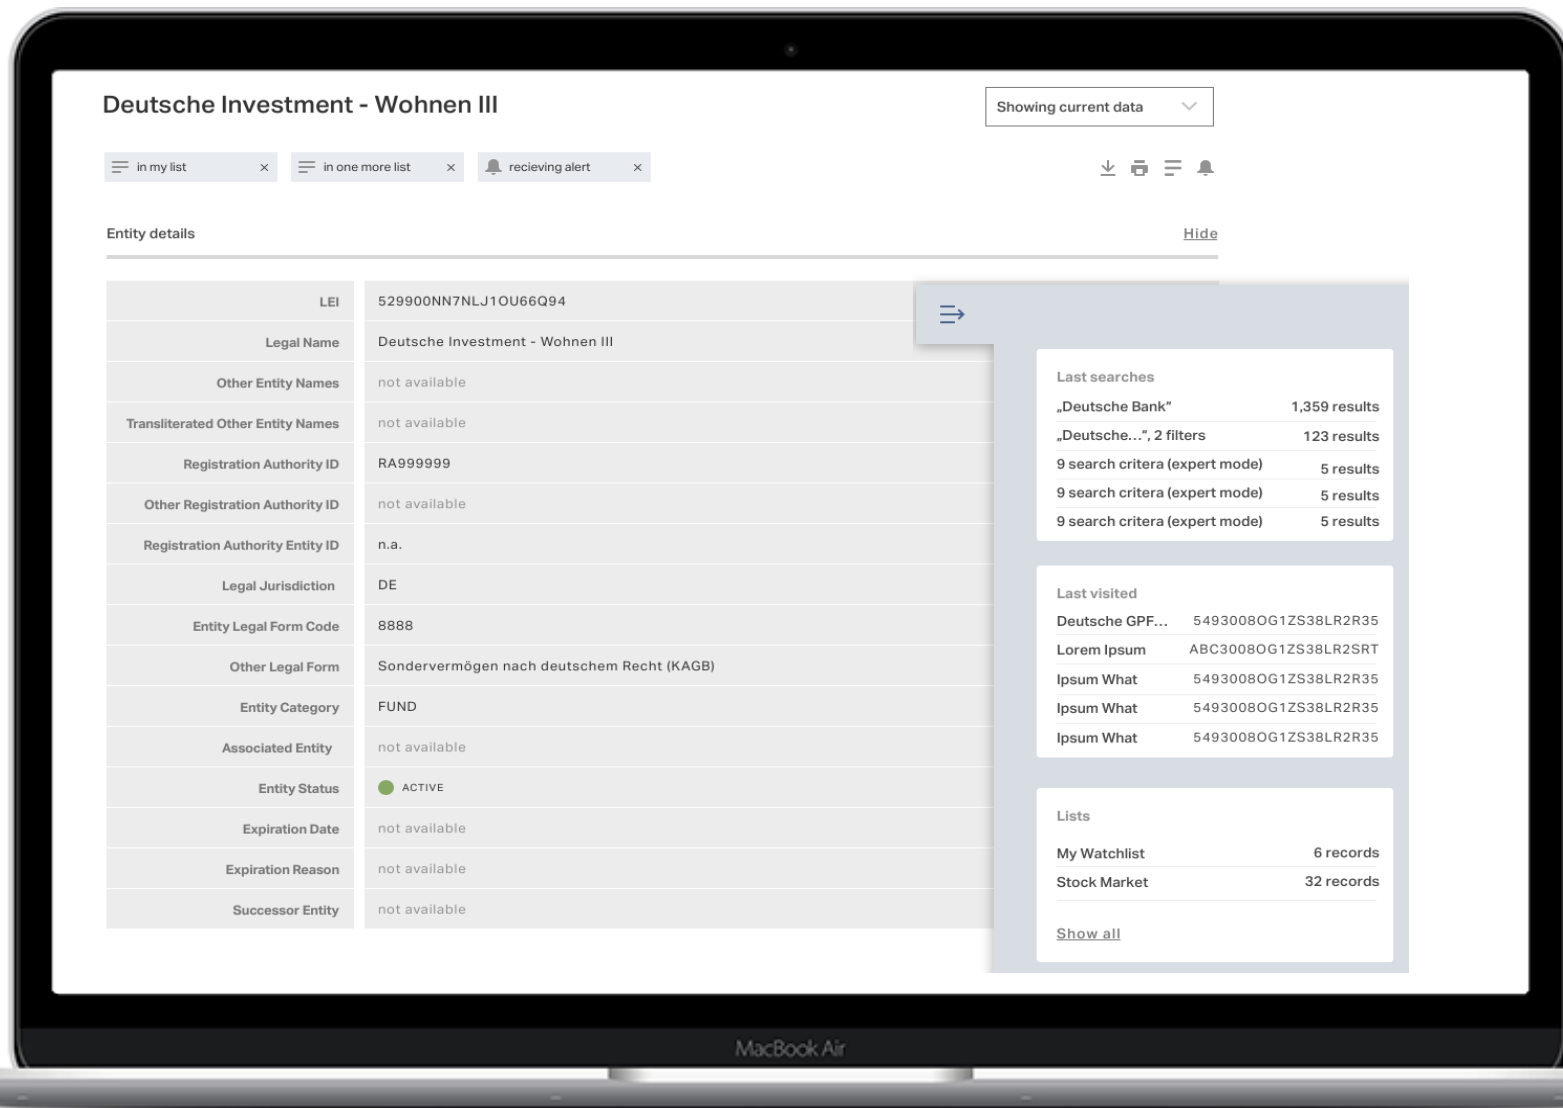 Deutsche Investment - Wohnen III
Showing current data
in my list ×
in one more list ×
recieving alert ×
Entity details
Hide
LEI 529900NN7NLJ1OU66Q94
Legal Name Deutsche Investment - Wohnen III
Other Entity Names not available
Transliterated Other Entity Names not available
Registration Authority ID RA999999
Other Registration Authority ID not available
Registration Authority Entity ID n.a.
Legal Jurisdiction DE
Entity Legal Form Code 8888
Other Legal Form Sondervermögen nach deutschem Recht (KAGB)
Entity Category FUND
Associated Entity not available
Entity Status ACTIVE
Expiration Date not available
Expiration Reason not available
Successor Entity not available
Last searches
„Deutsche Bank“ 1,359 results
„Deutsche...“, 2 filters 123 results
9 search critera (expert mode) 5 results
9 search critera (expert mode) 5 results
9 search critera (expert mode) 5 results
Last visited
Deutsche GPF... 5493008OG1ZS38LR2R35
Lorem Ipsum ABC3008OG1ZS38LR2SRT
Ipsum What 5493008OG1ZS38LR2R35
Ipsum What 5493008OG1ZS38LR2R35
Ipsum What 5493008OG1ZS38LR2R35
Lists
My Watchlist 6 records
Stock Market 32 records
Show all
MacBook Air